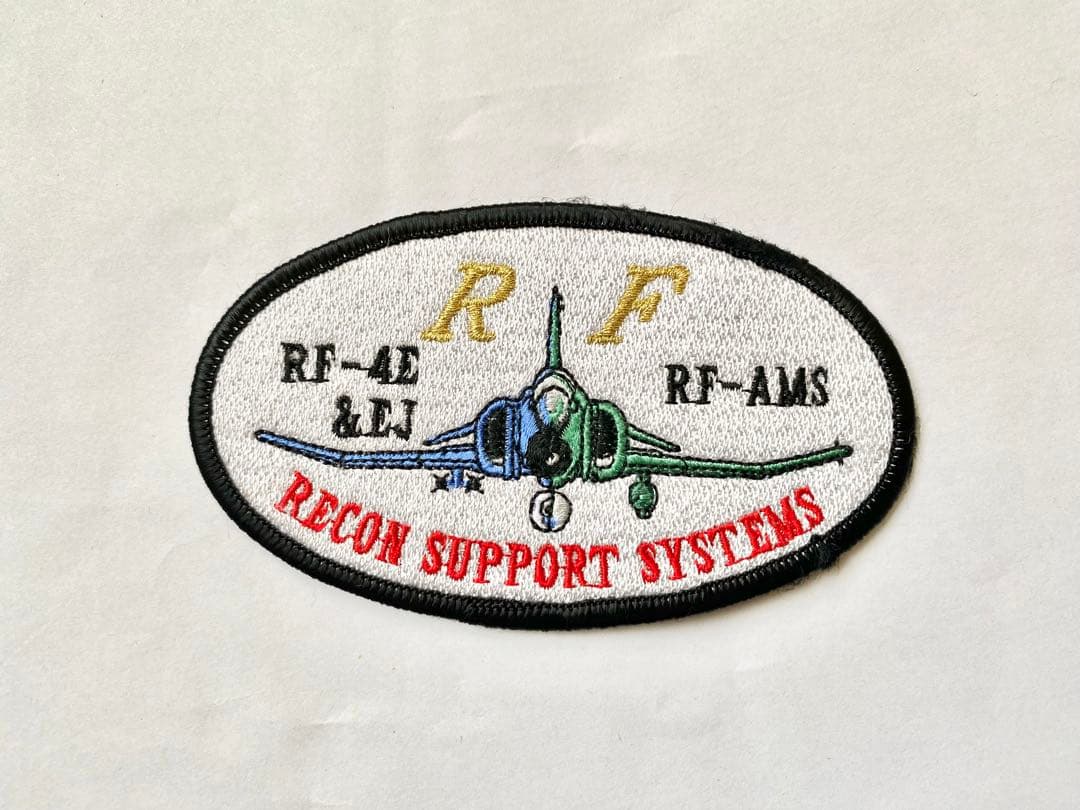 R F
RF-4E
&EJ
RF-AMS
RECON SUPPORT SYSTEMS